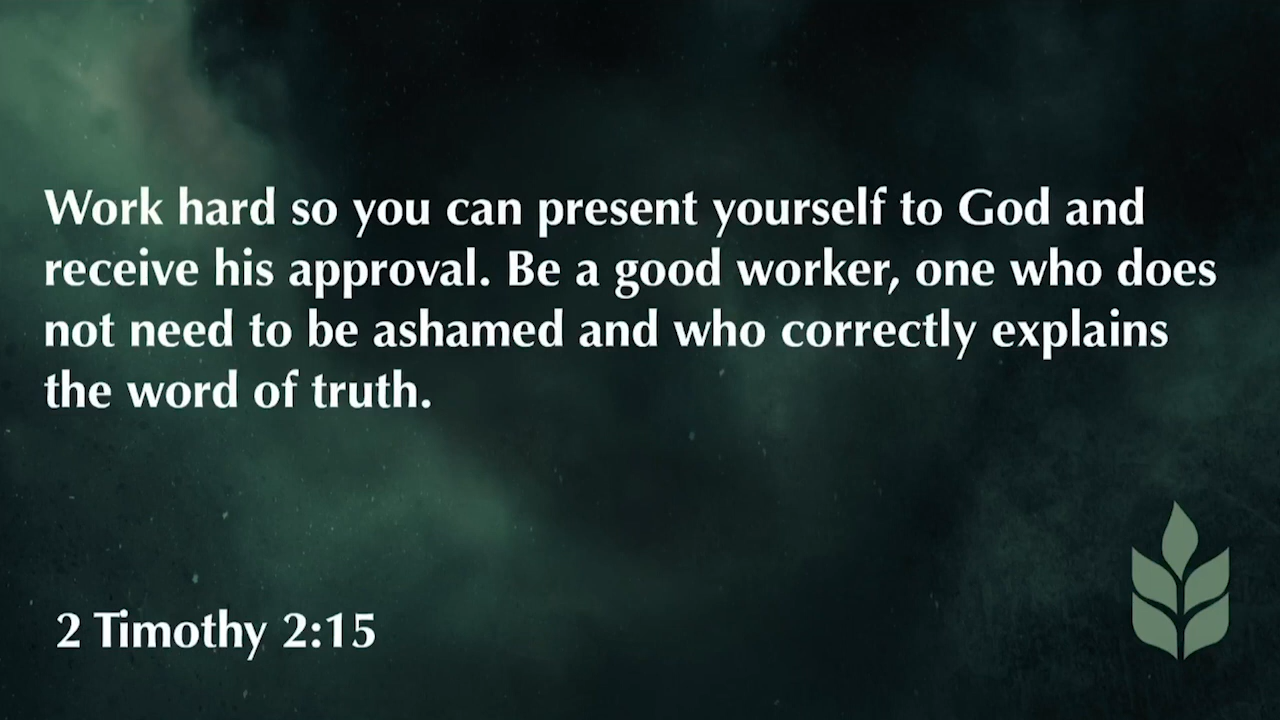 Work hard so you can present yourself to God and
receive his approval. Be a good worker, one who does
not need to be ashamed and who correctly explains
the word of truth.
2 Timothy 2:15